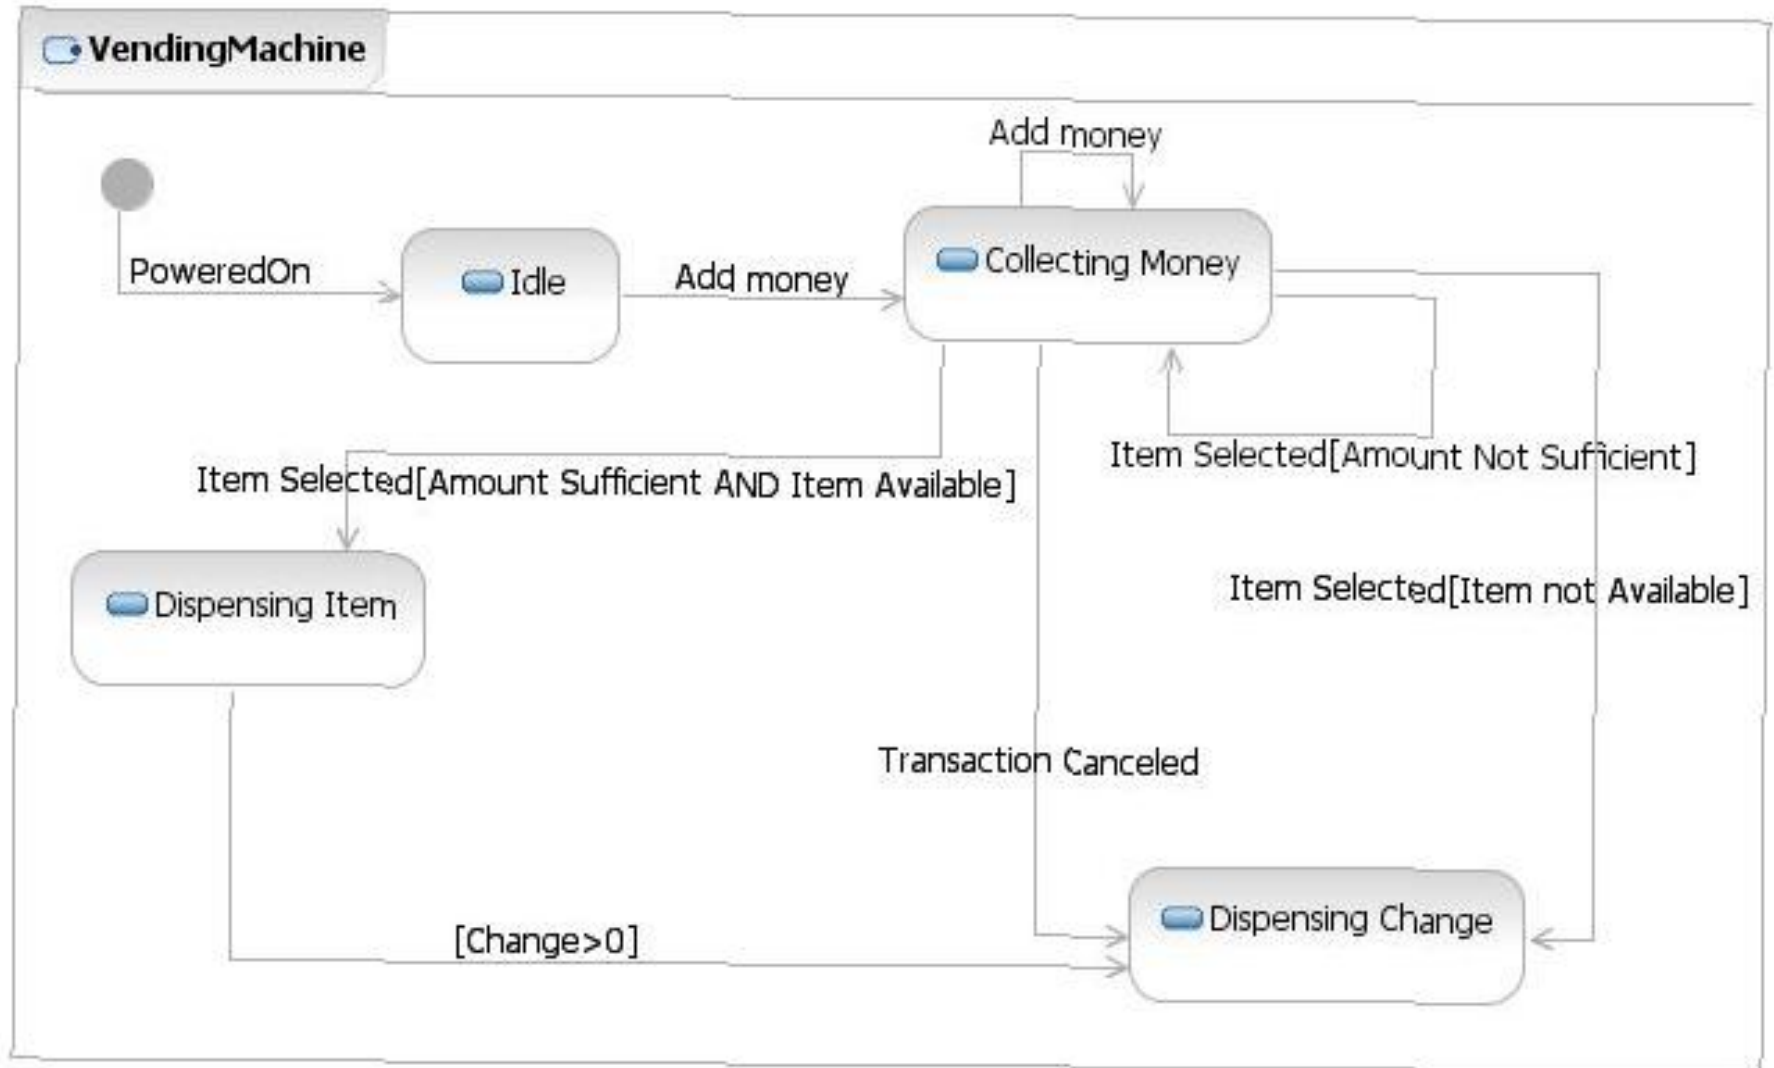 VendingMachine
Add money
PoweredOn
Idle
Add money
Collecting Money
Item Selected[Amount Not Sufficient]
Item Selected[Amount Sufficient AND Item Available]
Item Selected[Item not Available]
Dispensing Item
Transaction Canceled
Dispensing Change
[Change>0]